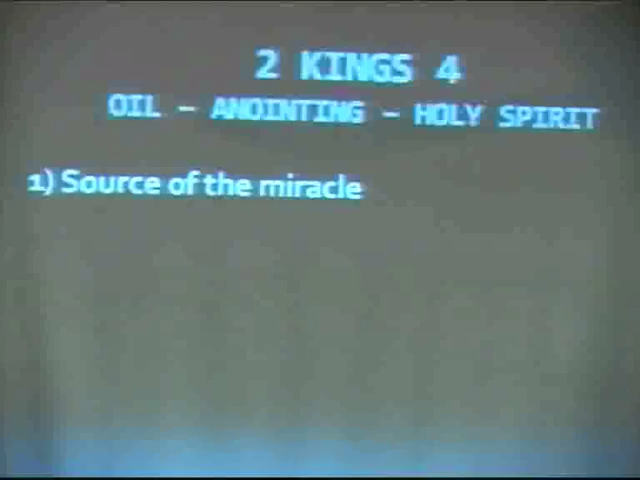 2 KINGS 4
OIL - ANOINTING - HOLY SPIRIT
1) Source of the miracle